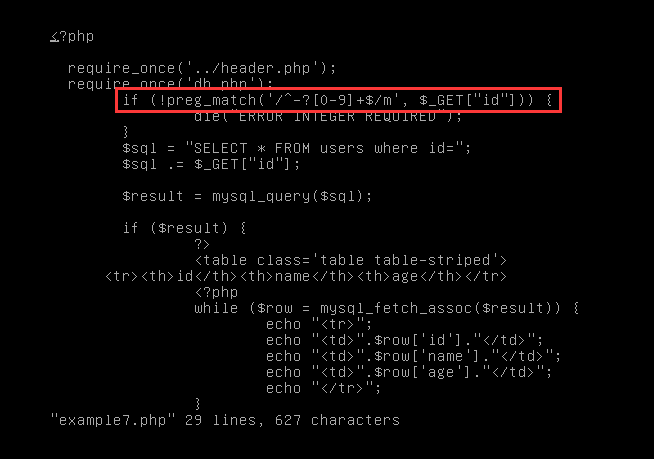 <?php
require_once('../header.php');
require_once('db.php');
if (!preg_match('/^-?[0-9]+$/m', $_GET["id"])) {
die("ERROR INTEGER REQUIRED");
}
$sql = "SELECT * FROM users where id=";
$sql .= $_GET["id"];
$result = mysql_query($sql);
if ($result) {
?>
<table class='table table-striped'>
<tr><th>id</th><th>name</th><th>age</th></tr>
<?php
while ($row = mysql_fetch_assoc($result)) {
echo "<tr>";
echo "<td>".$row['id']."</td>";
echo "<td>".$row['name']."</td>";
echo "<td>".$row['age']."</td>";
echo "</tr>";
}
"example7.php" 29 lines, 627 characters